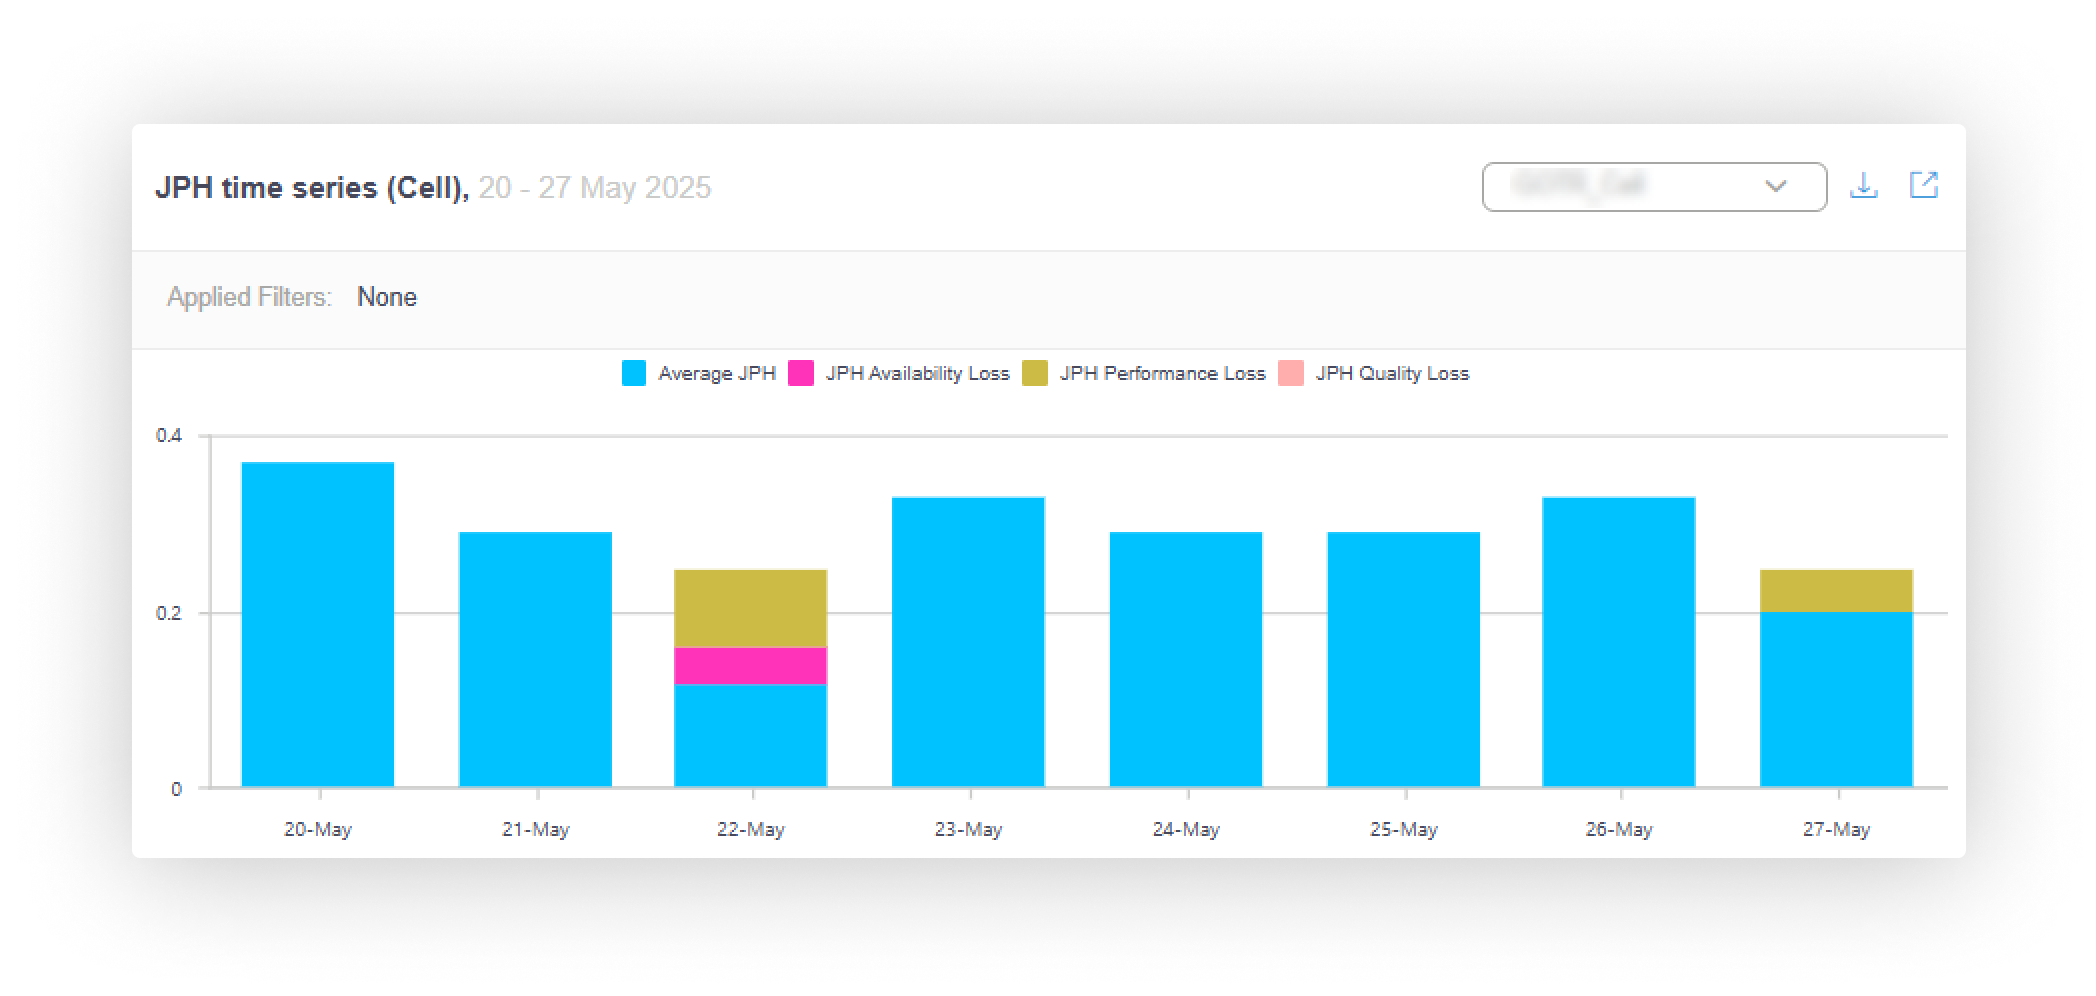 JPH time series (Cell), 20 - 27 May 2025
Applied Filters: None
Average JPH JPH Availability Loss JPH Performance Loss JPH Quality Loss
0.4
0.2
0
20-May 21-May 22-May 23-May 24-May 25-May 26-May 27-May